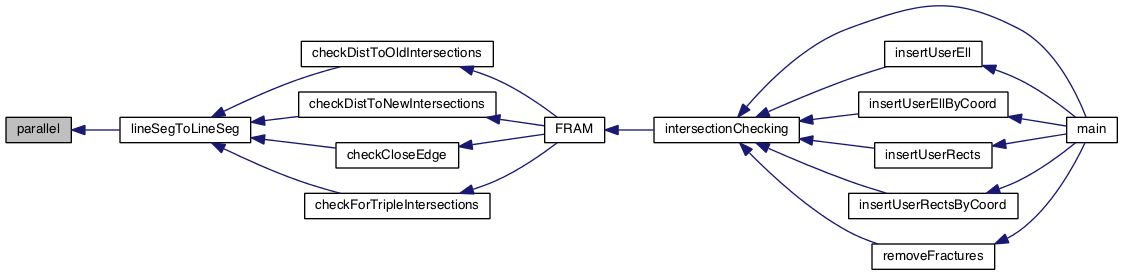 parallel
lineSegToLineSeg
checkDistToOldIntersections
checkDistToNewIntersections
checkCloseEdge
checkForTripleIntersections
FRAM
intersectionChecking
insertUserEll
insertUserEllByCoord
insertUserRects
insertUserRectsByCoord
removeFractures
main